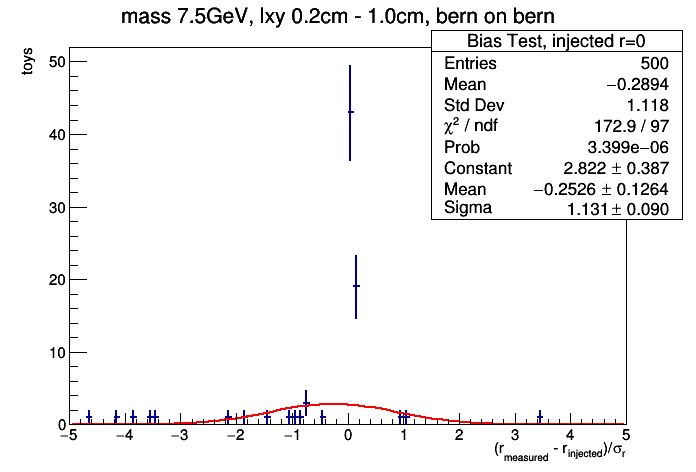 mass 7.5GeV, lxy 0.2cm - 1.0cm, bern on bern
Bias Test, injected r=0
Entries 500
Mean −0.2894
Std Dev 1.118
χ² / ndf 172.9 / 97
Prob 3.399e−06
Constant 2.822 ± 0.387
Mean −0.2526 ± 0.1264
Sigma 1.131 ± 0.090
toys
50
40
30
20
10
0
−5 −4 −3 −2 −1 0 1 2 3 4 5
(r_measured - r_injected)/σ_r